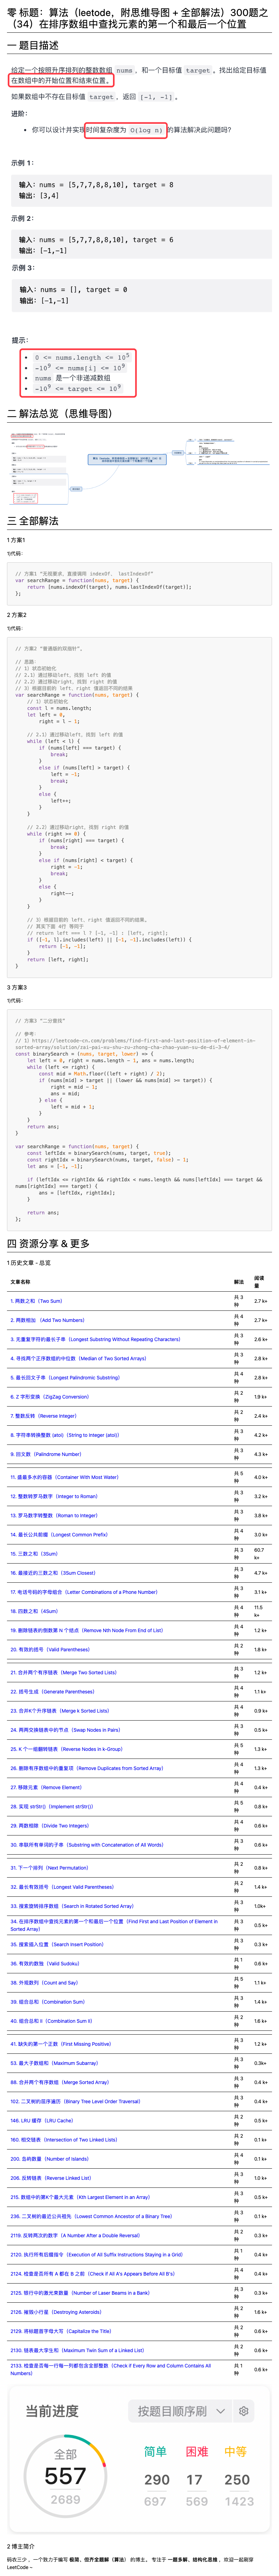 零 标题：算法（leetode，附思维导图 + 全部解法）300题之
（34）在排序数组中查找元素的第一个和最后一个位置
一 题目描述
给定一个按照升序排列的整数数组 nums，和一个目标值 target。找出给定目标值
在数组中的开始位置和结束位置。
如果数组中不存在目标值 target，返回 [-1, -1]。
进阶：
你可以设计并实现时间复杂度为 O(log n) 的算法解决此问题吗？
示例 1：
输入：nums = [5,7,7,8,8,10], target = 8
输出：[3,4]
示例 2：
输入：nums = [5,7,7,8,8,10], target = 6
输出：[-1,-1]
示例 3：
输入：nums = [], target = 0
输出：[-1,-1]
提示：
0 <= nums.length <= 10^5
-10^9 <= nums[i] <= 10^9
nums 是一个非递减数组
-10^9 <= target <= 10^9
二 解法总览（思维导图）
三 全部解法
1 方案1
1)代码：
// 方案1 “无视要求，直接调用 indexOf、 lastIndexOf”
var searchRange = function(nums, target) {
return [nums.indexOf(target), nums.lastIndexOf(target)];
};
2 方案2
1)代码：
// 方案2 “普通版的双指针”。
// 思路：
// 1）状态初始化
// 2.1）通过移动left，找到 left 的值
// 2.2）通过移动right，找到 right 的值
// 3）根据目前的 left、right 值返回不同的结果
var searchRange = function(nums, target) {
// 1）状态初始化
const l = nums.length;
let left = 0,
right = l - 1;
// 2.1）通过移动left，找到 left 的值
while (left < l) {
if (nums[left] === target) {
break;
}
else if (nums[left] > target) {
left = -1;
break;
}
else {
left++;
}
}
// 2.2）通过移动right，找到 right 的值
while (right >= 0) {
if (nums[right] === target) {
break;
}
else if (nums[right] < target) {
right = -1;
break;
}
else {
right--;
}
}
// 3）根据目前的 left、right 值返回不同的结果。
// 其实下面 4行 等同于
// return left === l ? [-1, -1] : [left, right];
if ([-1, l].includes(left) || [-1, -1].includes(left)) {
return [-1, -1];
}
return [left, right];
}
3 方案3
1)代码：
// 方案3 “二分查找”
// 参考：
// 1）https://leetcode-cn.com/problems/find-first-and-last-position-of-element-in-
sorted-array/solution/zai-pai-xu-shu-zu-zhong-cha-zhao-yuan-su-de-di-3-4/
const binarySearch = (nums, target, lower) => {
let left = 0, right = nums.length - 1, ans = nums.length;
while (left <= right) {
const mid = Math.floor((left + right) / 2);
if (nums[mid] > target || (lower && nums[mid] >= target)) {
right = mid - 1;
ans = mid;
} else {
left = mid + 1;
}
}
return ans;
}
var searchRange = function(nums, target) {
const leftIdx = binarySearch(nums, target, true);
const rightIdx = binarySearch(nums, target, false) - 1;
let ans = [-1, -1];
if (leftIdx <= rightIdx && rightIdx < nums.length && nums[leftIdx] === target &&
nums[rightIdx] === target) {
ans = [leftIdx, rightIdx];
}
return ans;
};
四 资源分享 & 更多
1 历史文章 - 总览
文章名称 解法 阅读量
1. 两数之和（Two Sum） 共 3 种 2.7 k+
2. 两数相加 （Add Two Numbers） 共 4 种 2.7 k+
3. 无重复字符的最长子串（Longest Substring Without Repeating Characters） 共 3 种 2.6 k+
4. 寻找两个正序数组的中位数（Median of Two Sorted Arrays） 共 3 种 2.8 k+
5. 最长回文子串（Longest Palindromic Substring） 共 4 种 2.8 k+
6. Z 字形变换（ZigZag Conversion） 共 2 种 1.9 k+
7. 整数反转（Reverse Integer） 共 2 种 2.4 k+
8. 字符串转换整数 (atoi)（String to Integer (atoi)） 共 3 种 4.2 k+
9. 回文数（Palindrome Number） 共 3 种 4.3 k+
11. 盛最多水的容器（Container With Most Water） 共 5 种 4.0 k+
12. 整数转罗马数字（Integer to Roman） 共 3 种 3.2 k+
13. 罗马数字转整数（Roman to Integer） 共 3 种 3.8 k+
14. 最长公共前缀（Longest Common Prefix） 共 4 种 3.0 k+
15. 三数之和（3Sum） 共 3 种 60.7 k+
16. 最接近的三数之和（3Sum Closest） 共 3 种 4.7 k+
17. 电话号码的字母组合（Letter Combinations of a Phone Number） 共 3 种 3.1 k+
18. 四数之和（4Sum） 共 4 种 11.5 k+
19. 删除链表的倒数第 N 个结点（Remove Nth Node From End of List） 共 4 种 1.2 k+
20. 有效的括号（Valid Parentheses） 共 2 种 1.8 k+
21. 合并两个有序链表（Merge Two Sorted Lists） 共 3 种 1.2 k+
22. 括号生成（Generate Parentheses） 共 4 种 1.1 k+
23. 合并K个升序链表（Merge k Sorted Lists） 共 4 种 0.9 k+
24. 两两交换链表中的节点（Swap Nodes in Pairs） 共 3 种 0.5 k+
25. K 个一组翻转链表（Reverse Nodes in k-Group） 共 5 种 1.3 k+
26. 删除有序数组中的重复项（Remove Duplicates from Sorted Array） 共 4 种 1.3 k+
27. 移除元素（Remove Element） 共 4 种 0.4 k+
28. 实现 strStr()（Implement strStr()） 共 5 种 0.8 k+
29. 两数相除（Divide Two Integers） 共 4 种 0.6 k+
30. 串联所有单词的子串（Substring with Concatenation of All Words） 共 3 种 0.6 k+
31. 下一个排列（Next Permutation） 共 2 种 0.8 k+
32. 最长有效括号（Longest Valid Parentheses） 共 2 种 1.4 k+
33. 搜索旋转排序数组（Search in Rotated Sorted Array） 共 3 种 1.0k+
34. 在排序数组中查找元素的第一个和最后一个位置（Find First and Last Position of Element in Sorted Array） 共 3 种 0.5 k+
35. 搜索插入位置（Search Insert Position） 共 3 种 0.3 k+
36. 有效的数独（Valid Sudoku） 共 1 种 0.6 k+
38. 外观数列（Count and Say） 共 5 种 1.1 k+
39. 组合总和（Combination Sum） 共 3 种 1.4 k+
40. 组合总和 II（Combination Sum II） 共 2 种 1.6 k+
41. 缺失的第一个正数（First Missing Positive） 共 3 种 1.2 k+
53. 最大子数组和（Maximum Subarray） 共 3 种 0.3k+
88. 合并两个有序数组（Merge Sorted Array） 共 3 种 0.4 k+
102. 二叉树的层序遍历（Binary Tree Level Order Traversal） 共 3 种 0.4 k+
146. LRU 缓存（LRU Cache） 共 2 种 0.5 k+
160. 相交链表（Intersection of Two Linked Lists） 共 2 种 0.1 k+
200. 岛屿数量（Number of Islands） 共 4 种 0.1 k+
206. 反转链表（Reverse Linked List） 共 3 种 1.0 k+
215. 数组中的第K个最大元素（Kth Largest Element in an Array） 共 3 种 0.5 k+
236. 二叉树的最近公共祖先（Lowest Common Ancestor of a Binary Tree） 共 3 种 0.1 k+
2119. 反转两次的数字（A Number After a Double Reversal） 共 2 种 0.3 k+
2120. 执行所有后缀指令（Execution of All Suffix Instructions Staying in a Grid） 共 1 种 0.4 k+
2124. 检查是否所有 A 都在 B 之前（Check if All A's Appears Before All B's） 共 4 种 0.4 k+
2125. 银行中的激光束数量（Number of Laser Beams in a Bank） 共 3 种 0.3 k+
2126. 摧毁小行星（Destroying Asteroids） 共 2 种 1.6 k+
2129. 将标题首字母大写（Capitalize the Title） 共 2 种 0.6 k+
2130. 链表最大孪生和（Maximum Twin Sum of a Linked List） 共 2 种 0.6 k+
2133. 检查是否每一行每一列都包含全部整数（Check if Every Row and Column Contains All Numbers） 共 1 种 0.6 k+
当前进度
按题目顺序刷
全部
557
2689
简单 困难 中等
290 17 250
697 569 1423
2 博主简介
码农三少 ，一个致力于编写 极简、但齐全题解（算法） 的博主。 专注于 一题多解、结构化思维 ，欢迎一起刷穿
LeetCode ~